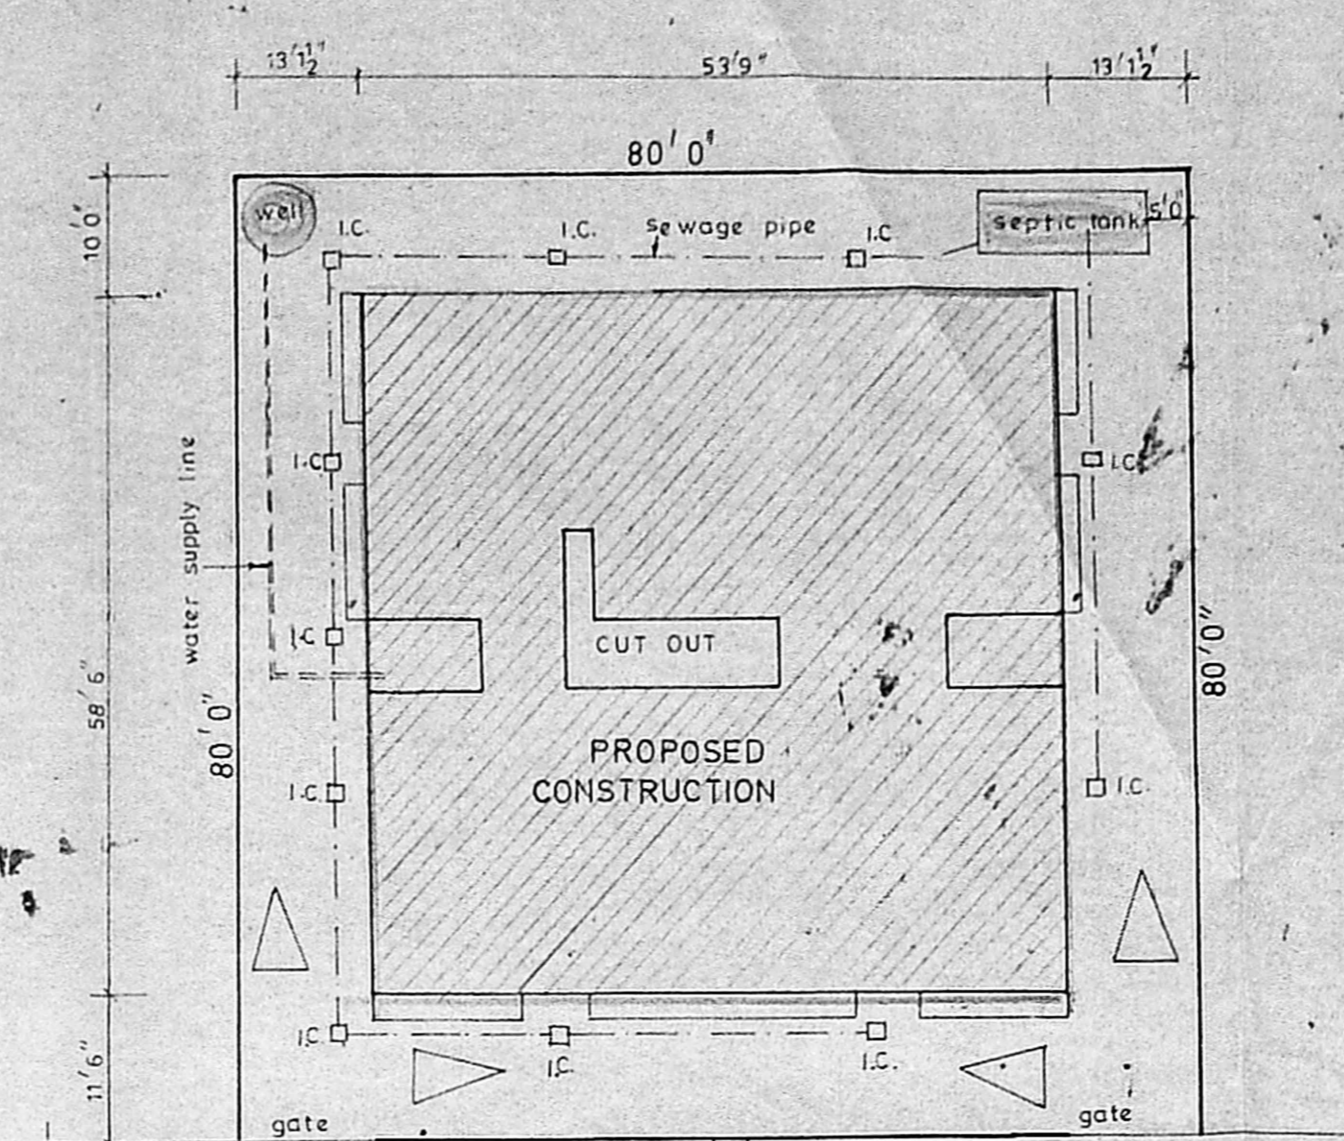 13'1½"
53'9"
13'1½"
80'0"
10'0"
well
I.C.
I.C.
sewage pipe
I.C
septic tank
5'0"
water supply line
I.C
I.C.
I.C
CUT OUT
58'6"
80'0"
80'0"
PROPOSED
CONSTRUCTION
I.C.
I.C.
I.C.
I.C.
I.C.
11'6"
gate
gate